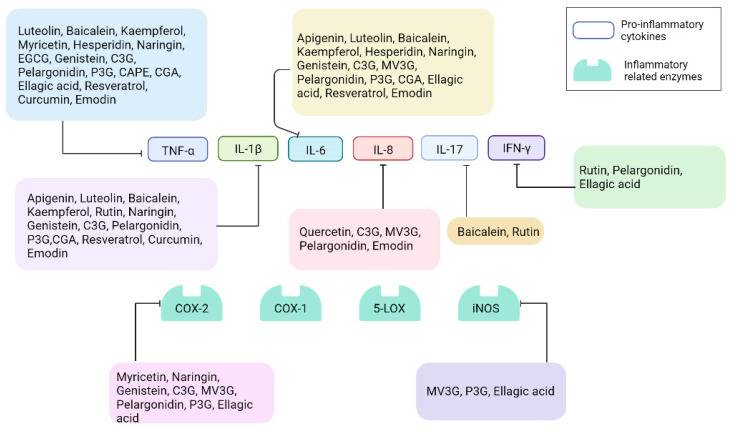 Luteolin, Baicalein, Kaempferol,
Myricetin, Hesperidin, Naringin,
EGCG, Genistein, C3G,
Pelargonidin, P3G, CAPE, CGA,
Ellagic acid, Resveratrol,
Curcumin, Emodin
Apigenin, Luteolin, Baicalein,
Kaempferol, Hesperidin, Naringin,
Genistein, C3G, MV3G,
Pelargonidin, P3G, CGA, Ellagic
acid, Resveratrol, Emodin
Pro-inflammatory
cytokines
Inflammatory
related enzymes
TNF-α
IL-1β
IL-6
IL-8
IL-17
IFN-γ
Rutin, Pelargonidin,
Ellagic acid
Apigenin, Luteolin, Baicalein,
Kaempferol, Rutin, Naringin,
Genistein, C3G, Pelargonidin,
P3G,CGA, Resveratrol, Curcumin,
Emodin
Quercetin, C3G, MV3G,
Pelargonidin, Emodin
Baicalein, Rutin
COX-2
COX-1
5-LOX
iNOS
Myricetin, Naringin,
Genistein, C3G, MV3G,
Pelargonidin, P3G, Ellagic
acid
MV3G, P3G, Ellagic acid